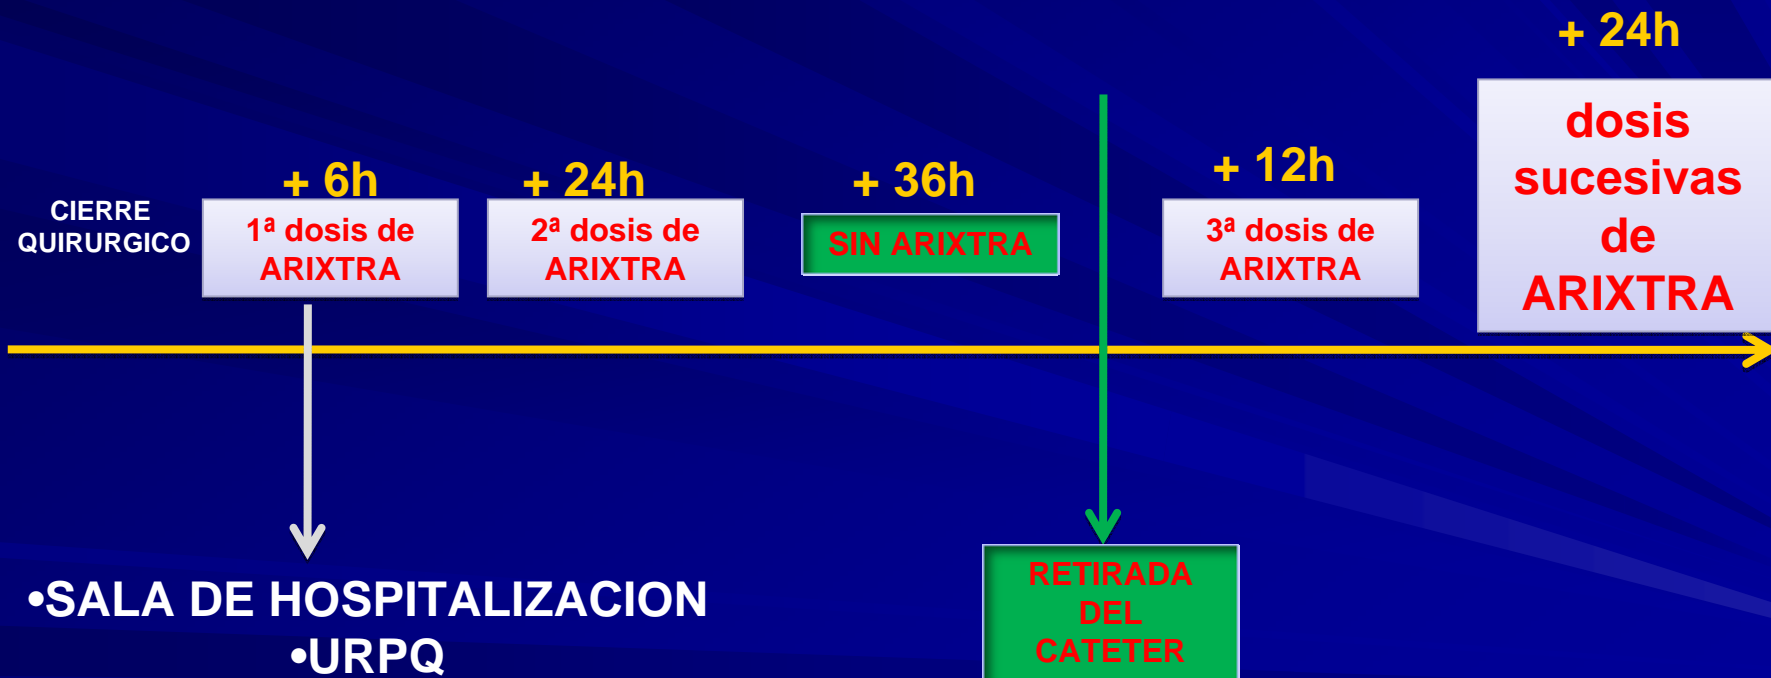 + 24h
dosis
sucesivas
de
ARIXTRA
CIERRE
QUIRURGICO
+ 6h
1ª dosis de
ARIXTRA
+ 24h
2ª dosis de
ARIXTRA
+ 36h
SIN ARIXTRA
+ 12h
3ª dosis de
ARIXTRA
•SALA DE HOSPITALIZACION
•URPQ
RETIRADA
DEL
CATETER